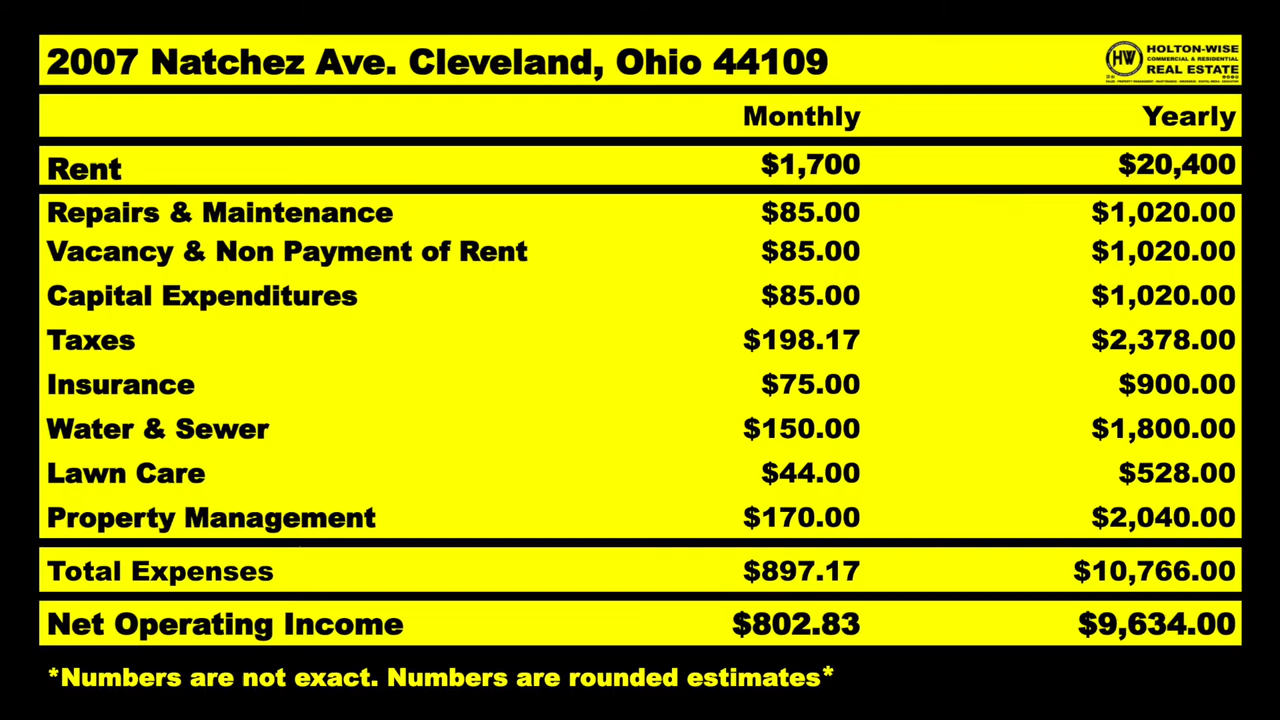 2007 Natchez Ave. Cleveland, Ohio 44109
HW
HOLTON-WISE
COMMERCIAL & RESIDENTIAL
REAL ESTATE
Monthly Yearly
Rent $1,700 $20,400
Repairs & Maintenance $85.00 $1,020.00
Vacancy & Non Payment of Rent $85.00 $1,020.00
Capital Expenditures $85.00 $1,020.00
Taxes $198.17 $2,378.00
Insurance $75.00 $900.00
Water & Sewer $150.00 $1,800.00
Lawn Care $44.00 $528.00
Property Management $170.00 $2,040.00
Total Expenses $897.17 $10,766.00
Net Operating Income $802.83 $9,634.00
*Numbers are not exact. Numbers are rounded estimates*